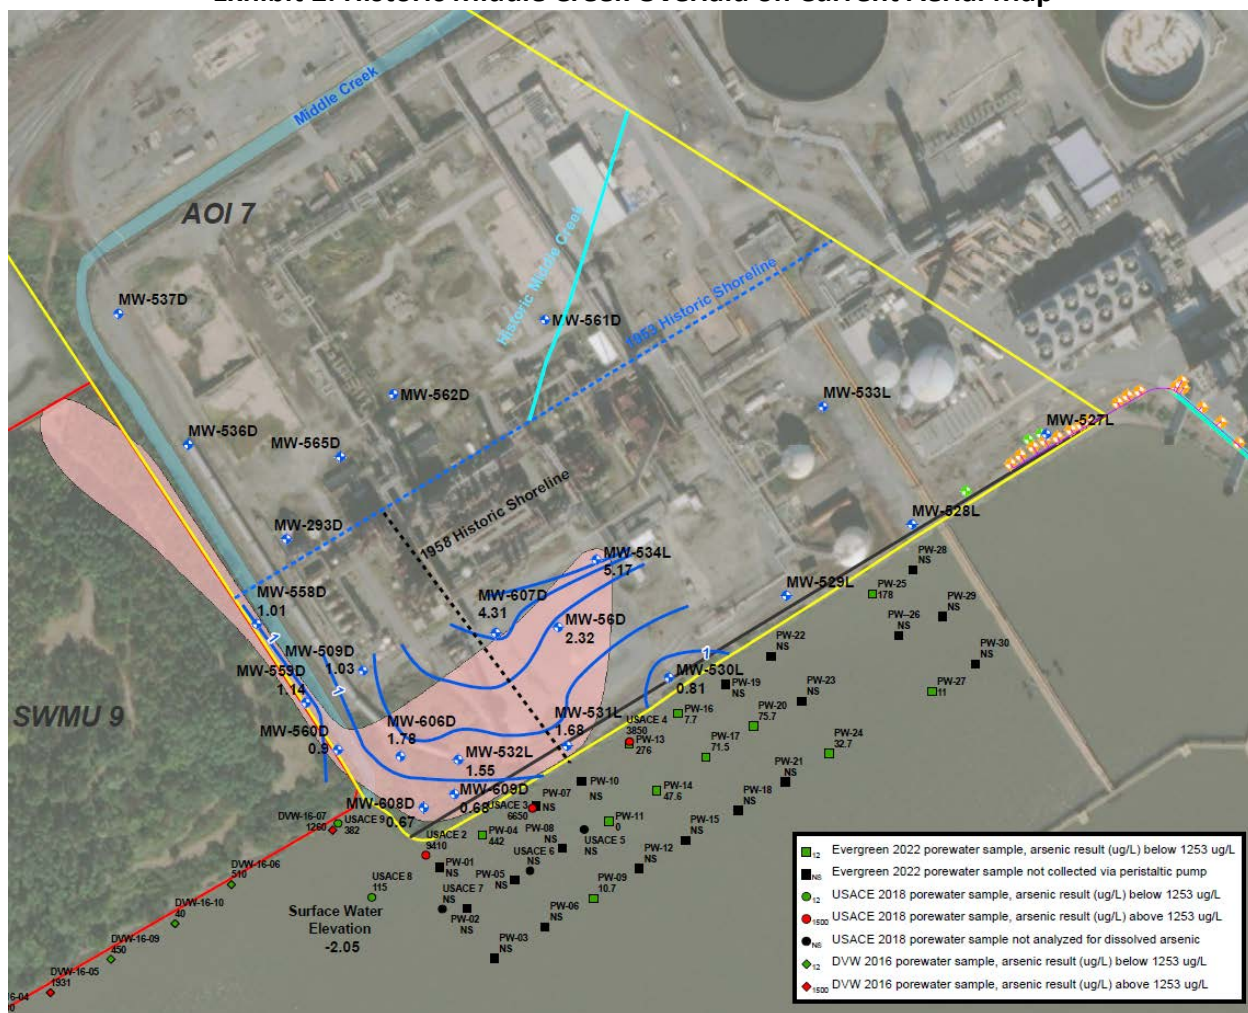 Exhibit 2: Historic Middle Creek Overlaid on Current Aerial Map
Middle Creek
AOI 7
Historic Middle Creek
MW-537D
MW-561D
1953 Historic Shoreline
MW-562D
MW-533L
MW-536D
MW-565D
MW-527L
1958 Historic Shoreline
MW-293D
MW-528L
MW-534L
5.17
PW-28
NS
MW-558D
1.01
MW-607D
4.31
MW-529L
PW-25
178
PW-29
NS
MW-56D
2.32
PW-26
NS
1
MW-509D
1.03
1
PW-22
NS
PW-30
NS
MW-559D
1.14
1
MW-530L
0.81
PW-19
NS
PW-23
NS
PW-27
11
SWMU 9
MW-560D
0.9
MW-606D
1.78
MW-531L
1.68
USACE 4
3850
PW-16
7.7
PW-20
75.7
PW-13
276
PW-17
71.5
PW-24
32.7
MW-532L
1.55
PW-10
NS
PW-21
NS
PW-14
47.6
MW-609D
0.68
MW-608D
0.67
USACE 3
6650
PW-07
NS
PW-18
NS
DVW-16-07
1260
USACE 9
382
PW-11
0
PW-04
442
PW-08
NS
USACE 5
NS
PW-15
NS
USACE 2
9410
USACE 6
NS
PW-12
NS
DVW-16-06
510
PW-01
NS
PW-05
NS
USACE 8
115
USACE 7
NS
PW-09
10.7
DVW-16-10
40
Surface Water
Elevation
-2.05
PW-02
NS
PW-06
NS
DVW-16-09
450
PW-03
NS
DVW-16-05
1931
16-04
12 Evergreen 2022 porewater sample, arsenic result (ug/L) below 1253 ug/L
NS Evergreen 2022 porewater sample not collected via peristaltic pump
12 USACE 2018 porewater sample, arsenic result (ug/L) below 1253 ug/L
1500 USACE 2018 porewater sample, arsenic result (ug/L) above 1253 ug/L
NS USACE 2018 porewater sample not analyzed for dissolved arsenic
12 DVW 2016 porewater sample, arsenic result (ug/L) below 1253 ug/L
1500 DVW 2016 porewater sample, arsenic result (ug/L) above 1253 ug/L